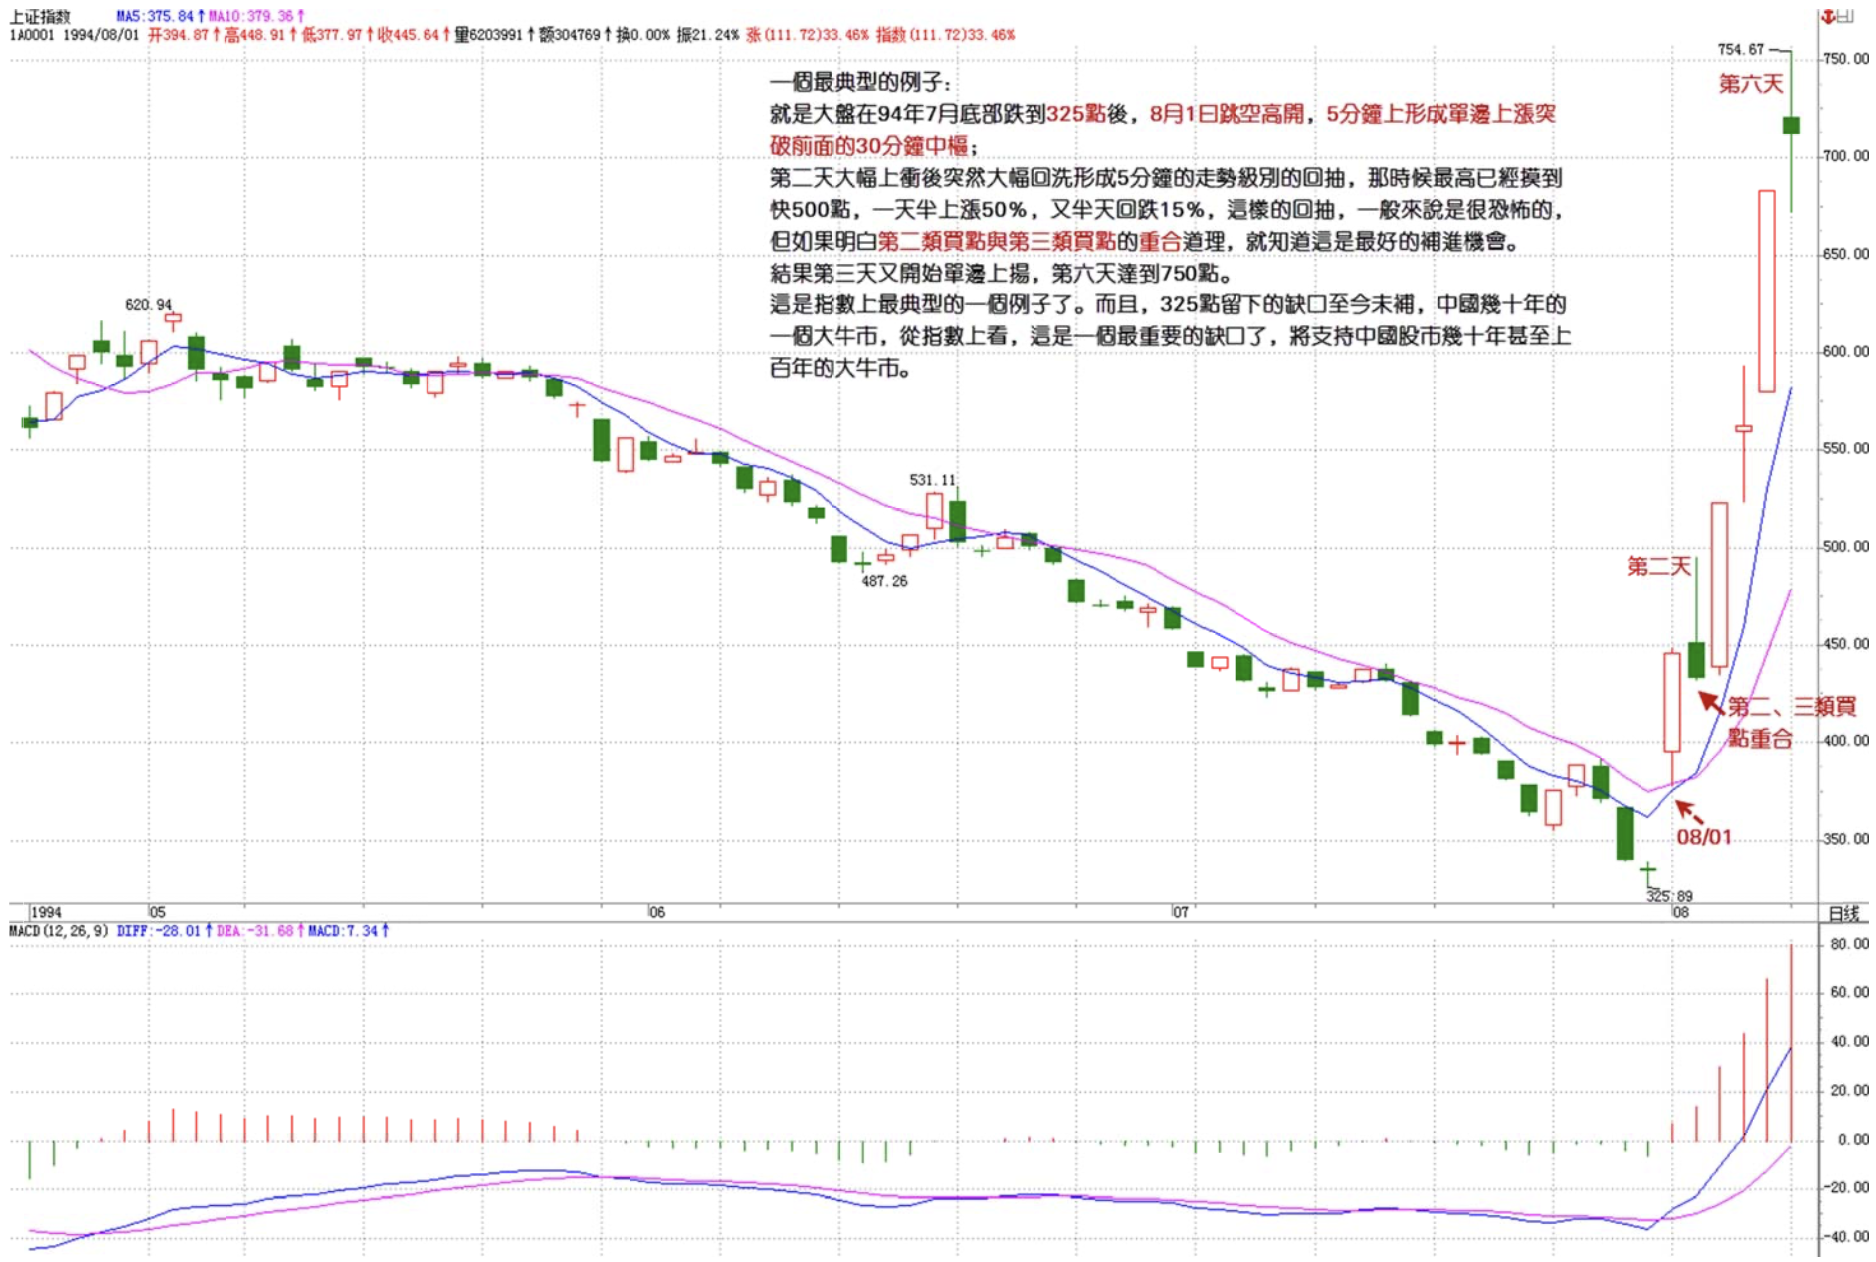 上证指数 MA5:375.84↑MA10:379.36↑
1A0001 1994/08/01 开394.87↑高448.91↑低377.97↑收445.64↑量6203991↑额304769↑换0.00% 振21.24% 涨(111.72)33.46% 指数(111.72)33.46%
754.67
750.00
第六天
一個最典型的例子：
就是大盤在94年7月底部跌到325點後，8月1日跳空高開，5分鐘上形成單邊上漲突
破前面的30分鐘中樞；
700.00
第二天大幅上衝後突然大幅回洗形成5分鐘的走勢級別的回抽，那時候最高已經摸到
快500點，一天半上漲50%，又半天回跌15%，這樣的回抽，一般來說是很恐怖的，
但如果明白第二類買點與第三類買點的重合道理，就知道這是最好的補進機會。
650.00
結果第三天又開始單邊上揚，第六天達到750點。
這是指數上最典型的一個例子了。而且，325點留下的缺口至今未補，中國幾十年的
一個大牛市，從指數上看，這是一個最重要的缺口了，將支持中國股市幾十年甚至上
百年的大牛市。
620.94
600.00
550.00
531.11
500.00
第二天
487.26
450.00
第二、三類買
點重合
400.00
08/01
350.00
325.89
1994 05 06 07 08 日线
MACD(12,26,9) DIFF:-28.01↑DEA:-31.68↑MACD:7.34↑
80.00
60.00
40.00
20.00
0.00
-20.00
-40.00